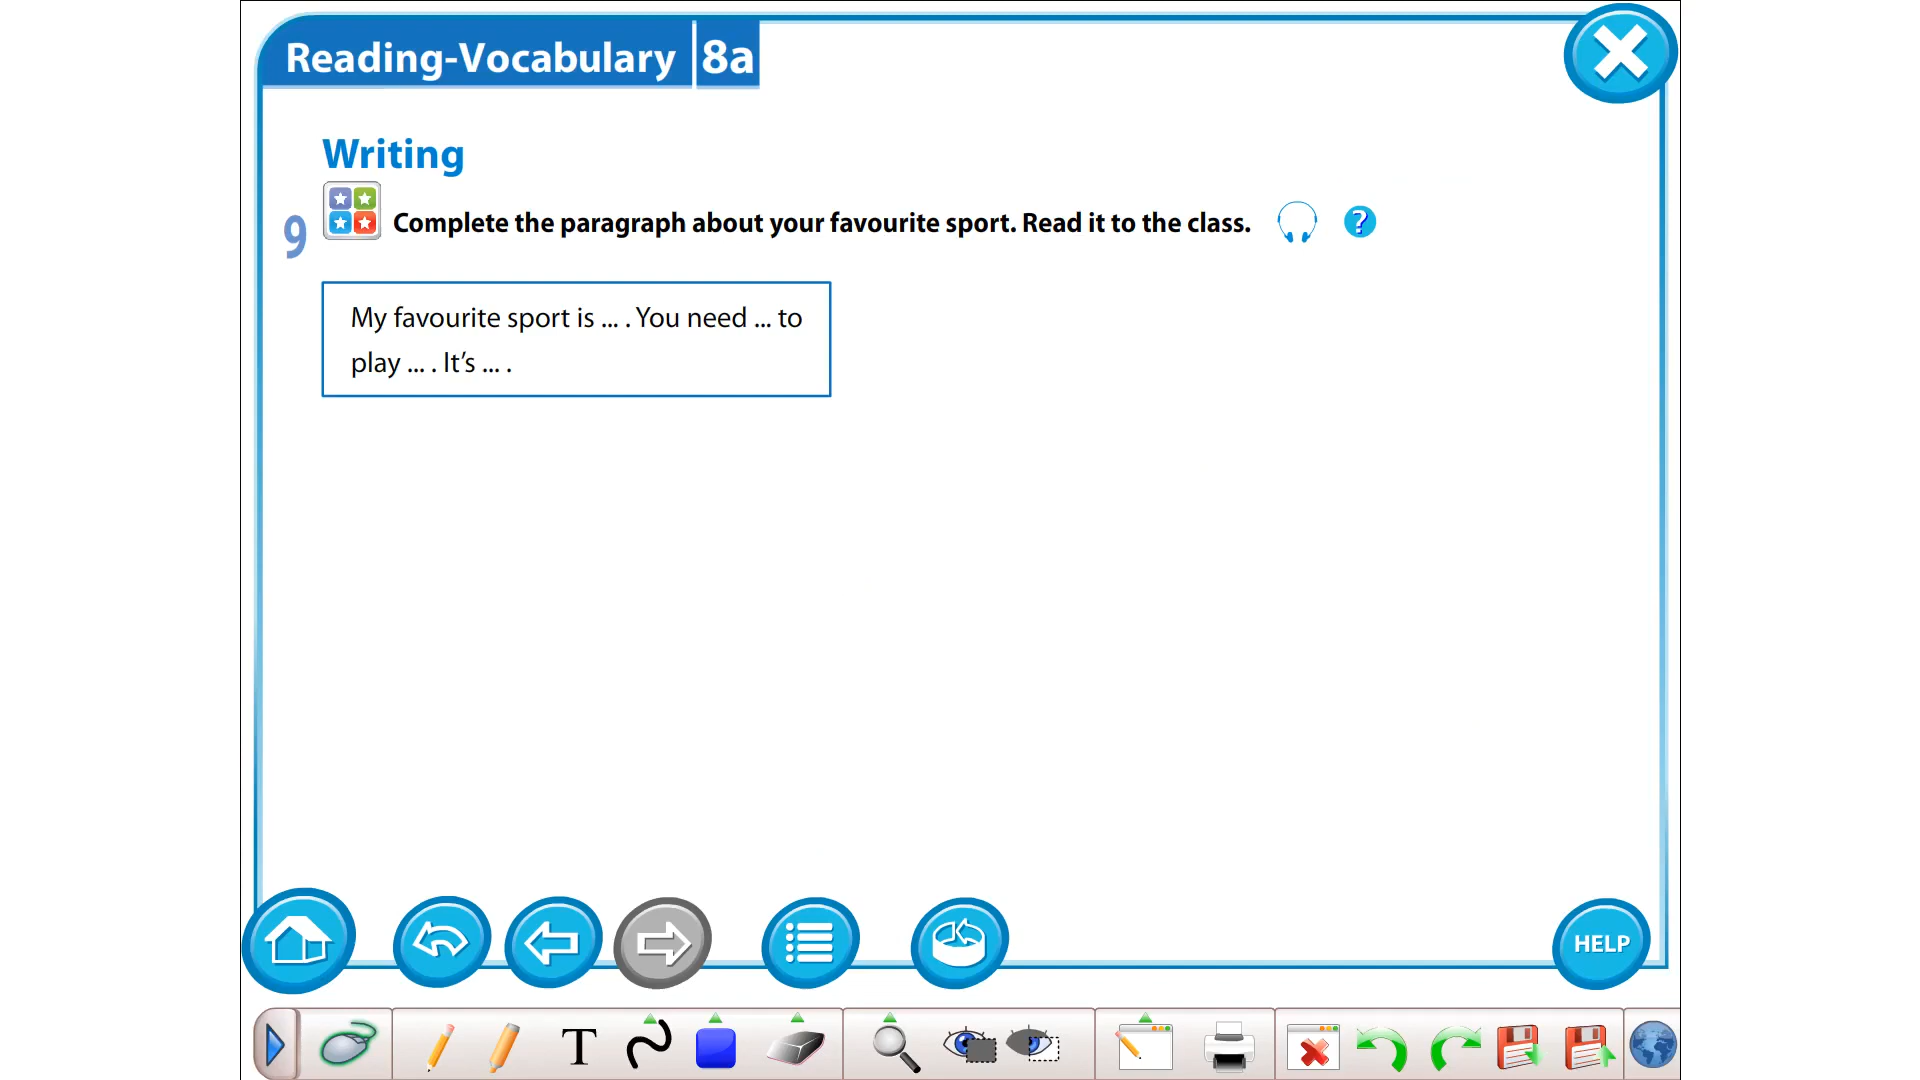 Reading-Vocabulary 8a
Writing
9 Complete the paragraph about your favourite sport. Read it to the class. ?
My favourite sport is ... . You need ... to
play ... . It’s ... .
HELP
T